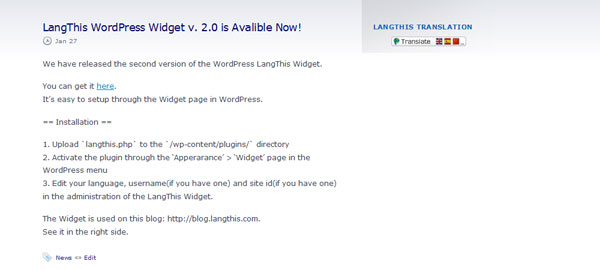 LangThis WordPress Widget v. 2.0 is Avalible Now!
Jan 27
We have released the second version of the WordPress LangThis Widget.
You can get it here.
It´s easy to setup through the Widget page in WordPress.
== Installation ==
1. Upload `langthis.php` to the `/wp-content/plugins/` directory
2. Activate the plugin through the ´Apperarance´ > ´Widget´ page in the
WordPress menu
3. Edit your language, username(if you have one) and site id(if you have one)
in the administration of the LangThis Widget.
The Widget is used on this blog: http://blog.langthis.com.
See it in the right side.
News <> Edit
LANGTHIS TRANSLATION
Translate